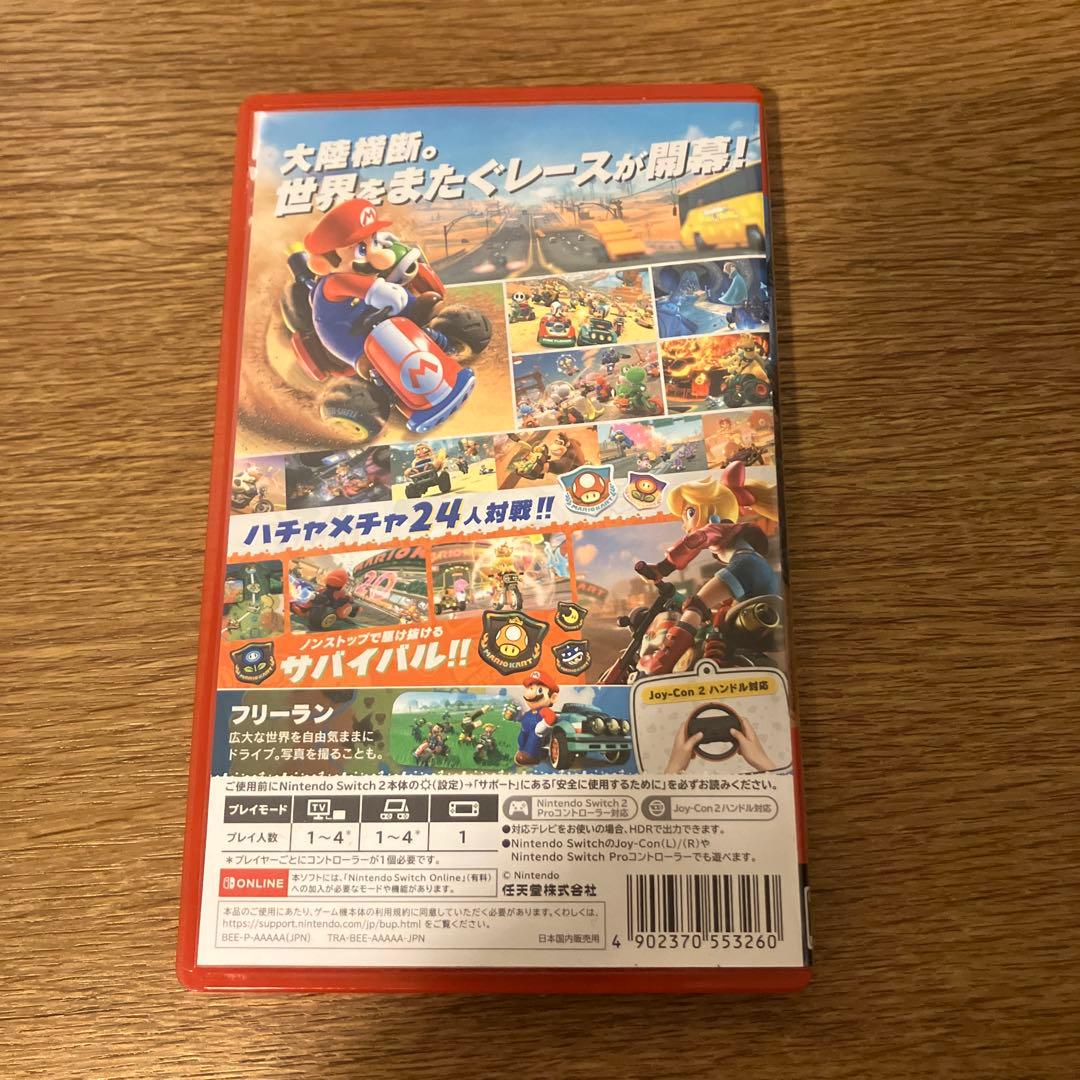 大陸横断。
世界をまたぐレースが開幕!
M
M
MARIO KART
ハチャメチャ24人対戦!!
ノンストップで駆け抜ける
サバイバル!!
MARIO KART
フリーラン
広大な世界を自由気ままに
ドライブ。写真を撮ることも。
Joy-Con 2 ハンドル対応
ご使用前にNintendo Switch 2本体の(設定)→「サポート」にある「安全に使用するために」を必ずお読みください。
プレイモード TV
プレイ人数 1~4* 1~4* 1
*プレイヤーごとにコントローラーが1個必要です。
Nintendo Switch 2
Proコントローラー対応
Joy-Con 2ハンドル対応
●対応テレビをお使いの場合、HDRで出力できます。
●Nintendo SwitchのJoy-Con(L)/(R)や
Nintendo Switch Proコントローラーでも遊べます。
ONLINE
本ソフトには、「Nintendo Switch Online」(有料)
への加入が必要なモードや機能があります。
© Nintendo
任天堂株式会社
本品のご使用にあたり、ゲーム機本体の利用規約に同意していただく必要があります。くわしくは、
https://support.nintendo.com/jp/bup.html をご覧ください。
BEE-P-AAAAA(JPN) TRA-BEE-AAAAA-JPN 日本国内販売用
4 902370 553260